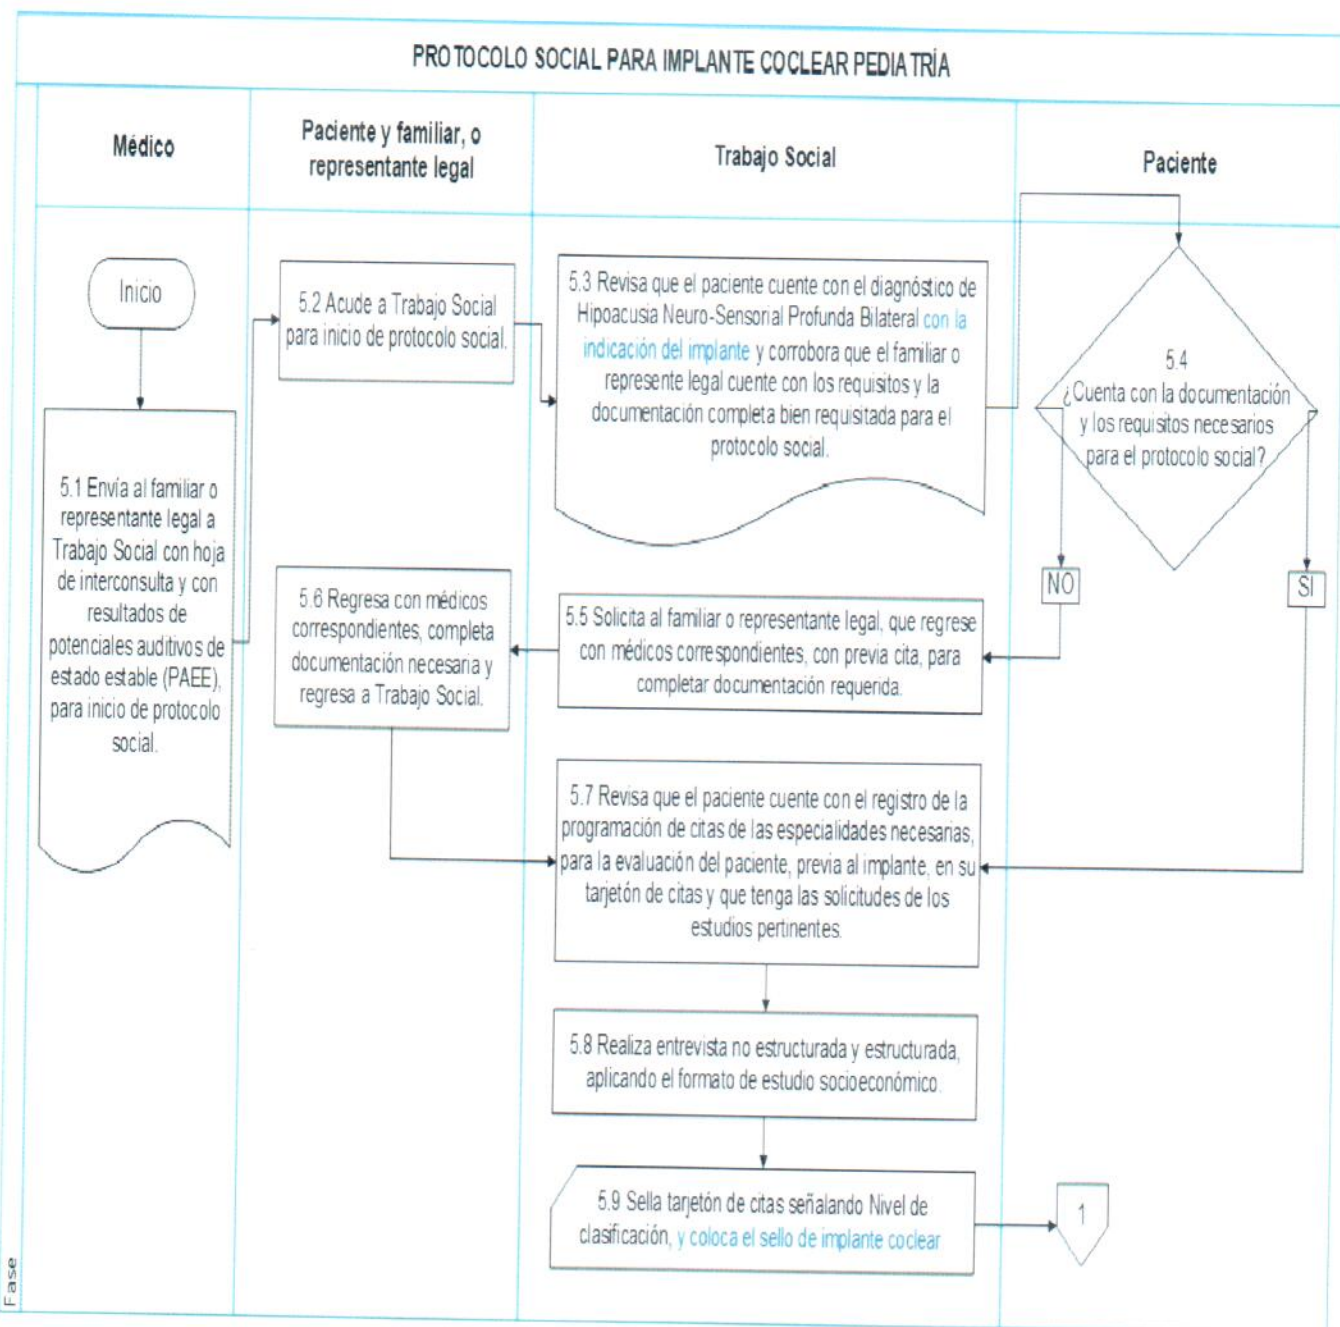 PROTOCOLO SOCIAL PARA IMPLANTE COCLEAR PEDIATRÍA
Médico
Paciente y familiar, o
representante legal
Trabajo Social
Paciente
Inicio
5.1 Envía al familiar o
representante legal a
Trabajo Social con hoja
de interconsulta y con
resultados de
potenciales auditivos de
estado estable (PAEE),
para inicio de protocolo
social.
5.2 Acude a Trabajo Social
para inicio de protocolo social.
5.3 Revisa que el paciente cuente con el diagnóstico de
Hipoacusia Neuro-Sensorial Profunda Bilateral con la
indicación del implante y corrobora que el familiar o
represente legal cuente con los requisitos y la
documentación completa bien requisitada para el
protocolo social.
5.4
¿Cuenta con la documentación
y los requisitos necesarios
para el protocolo social?
NO
SI
5.5 Solicita al familiar o representante legal, que regrese
con médicos correspondientes, con previa cita, para
completar documentación requerida.
5.6 Regresa con médicos
correspondientes, completa
documentación necesaria y
regresa a Trabajo Social.
5.7 Revisa que el paciente cuente con el registro de la
programación de citas de las especialidades necesarias,
para la evaluación del paciente, previa al implante, en su
tarjetón de citas y que tenga las solicitudes de los
estudios pertinentes.
5.8 Realiza entrevista no estructurada y estructurada,
aplicando el formato de estudio socioeconómico.
5.9 Sella tarjetón de citas señalando Nivel de
clasificación, y coloca el sello de implante coclear
1
Fase